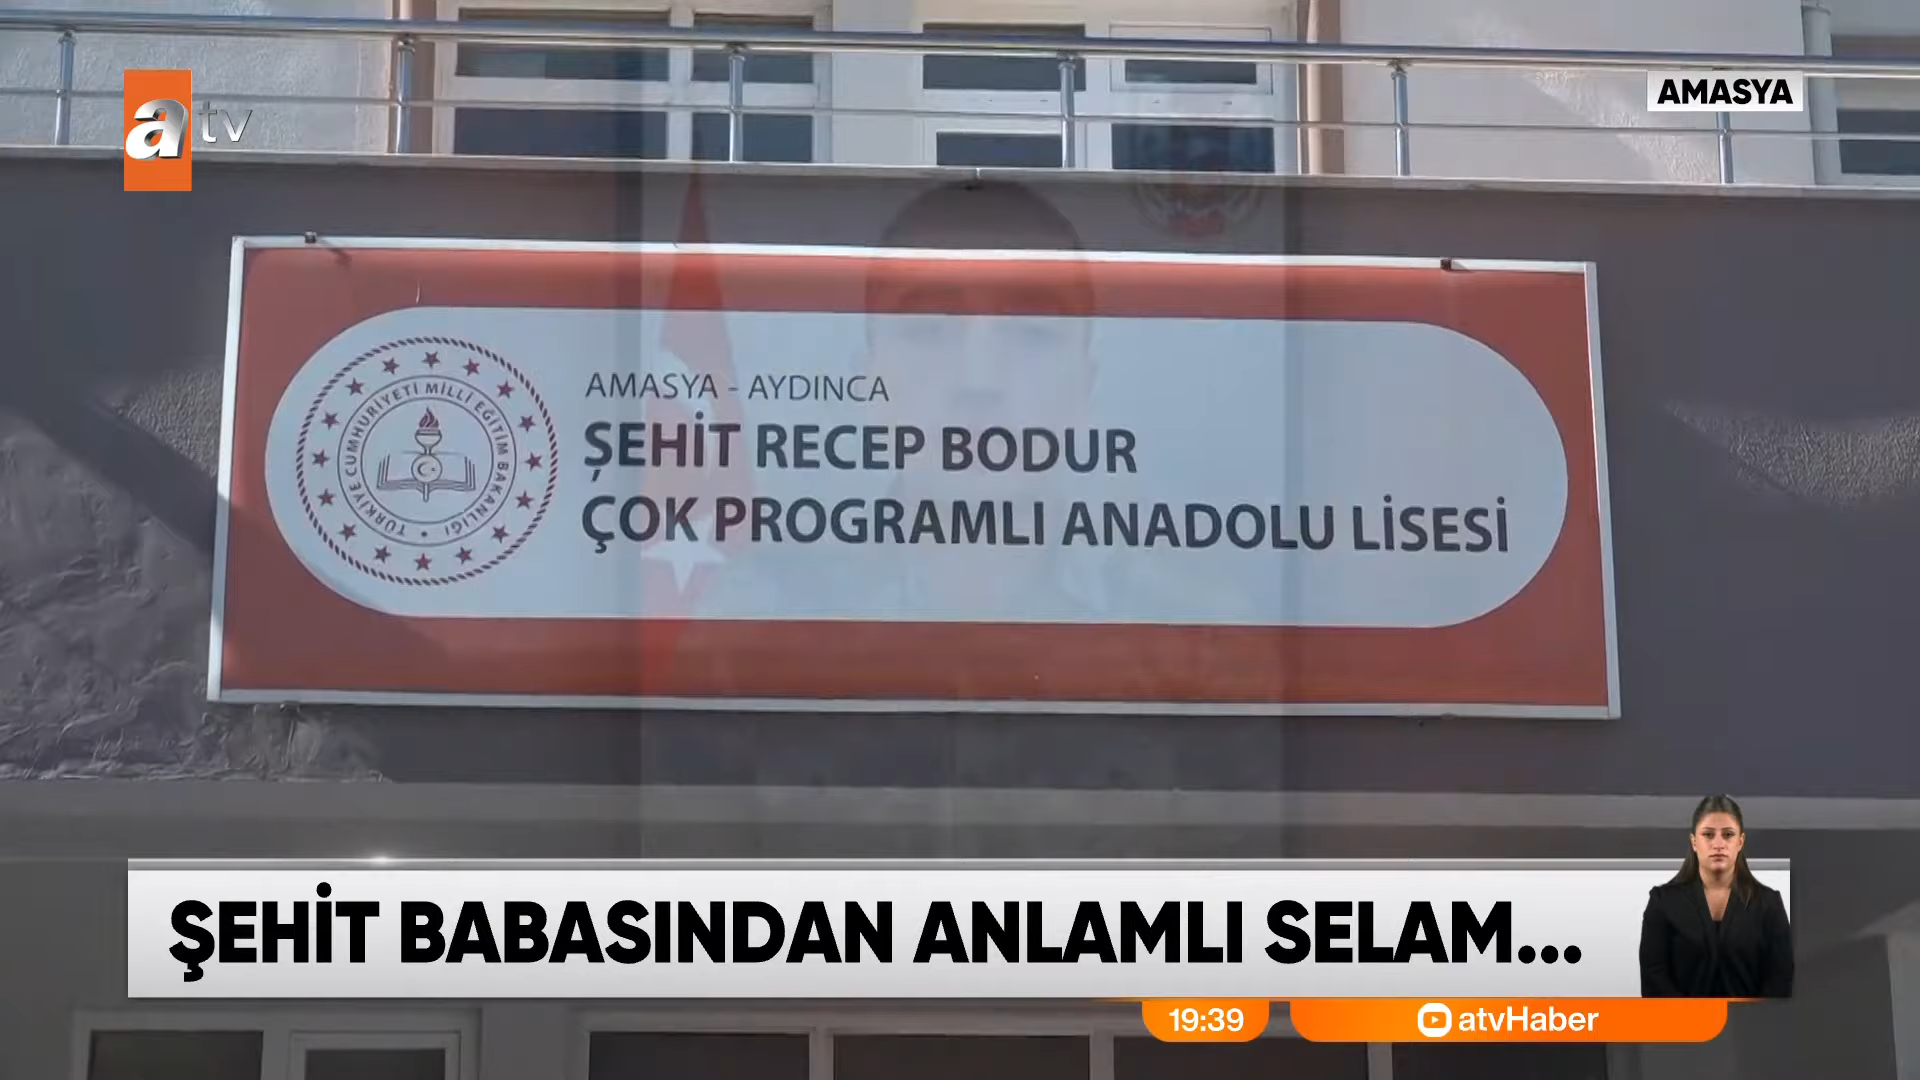 a tv
AMASYA
TÜRKİYE CUMHURİYETİ MİLLİ EĞİTİM BAKANLIĞI
AMASYA - AYDINCA
ŞEHİT RECEP BODUR
ÇOK PROGRAMLI ANADOLU LİSESİ
ŞEHİT BABASINDAN ANLAMLI SELAM...
19:39
atvHaber